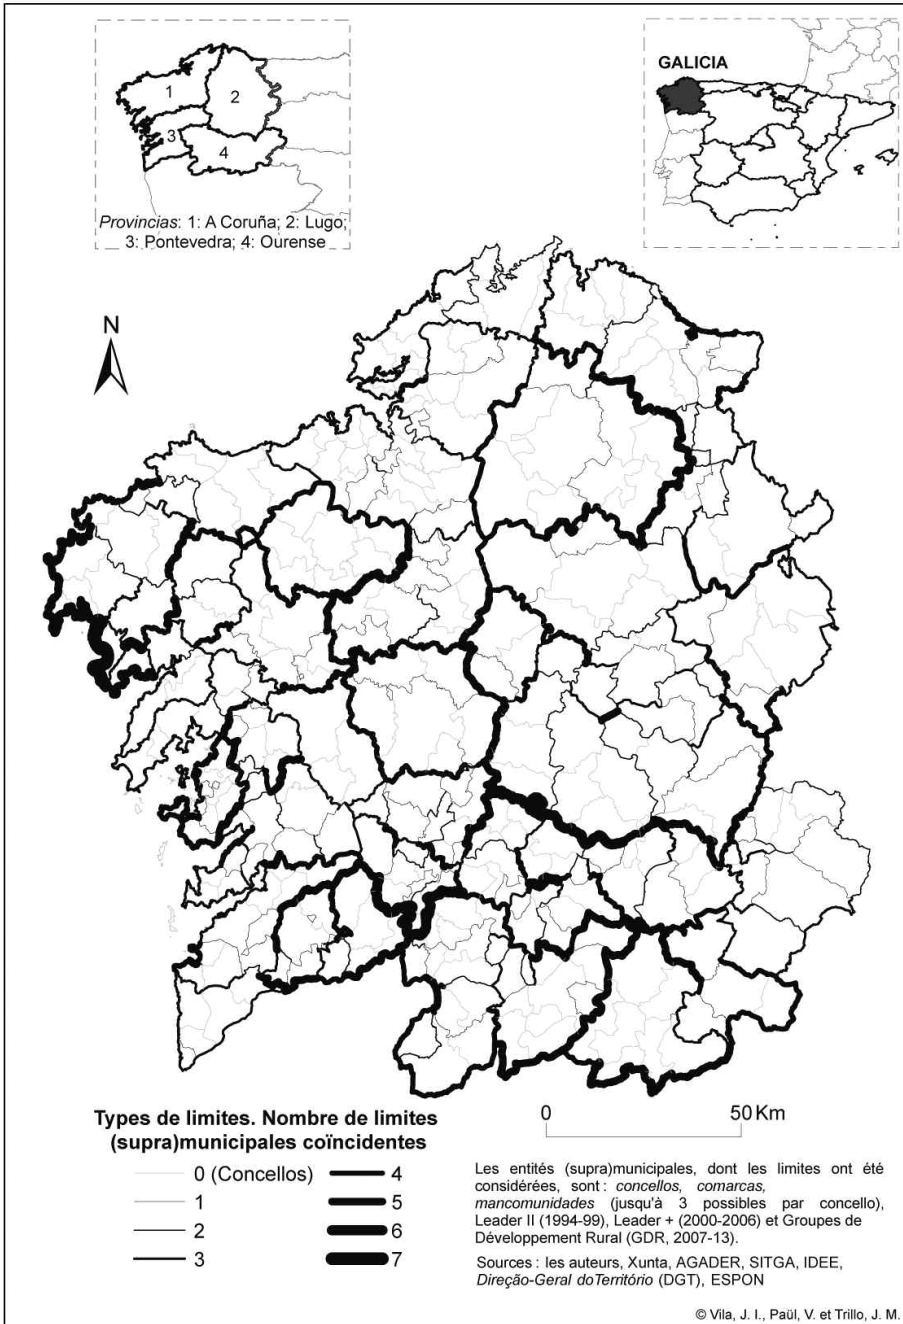 1
2
3
4
Provincias: 1: A Coruña; 2: Lugo;
3: Pontevedra; 4: Ourense
GALICIA
N
Types de limites. Nombre de limites
(supra)municipales coïncidentes
0 (Concellos)
1
2
3
4
5
6
7
0 50 Km
Les entités (supra)municipales, dont les limites ont été
considérées, sont : concellos, comarcas,
mancomunidades (jusqu'à 3 possibles par concello),
Leader II (1994-99), Leader + (2000-2006) et Groupes de
Développement Rural (GDR, 2007-13).
Sources : les auteurs, Xunta, AGADER, SITGA, IDEE,
Direção-Geral doTerritório (DGT), ESPON
© Vila, J. I., Paül, V. et Trillo, J. M.